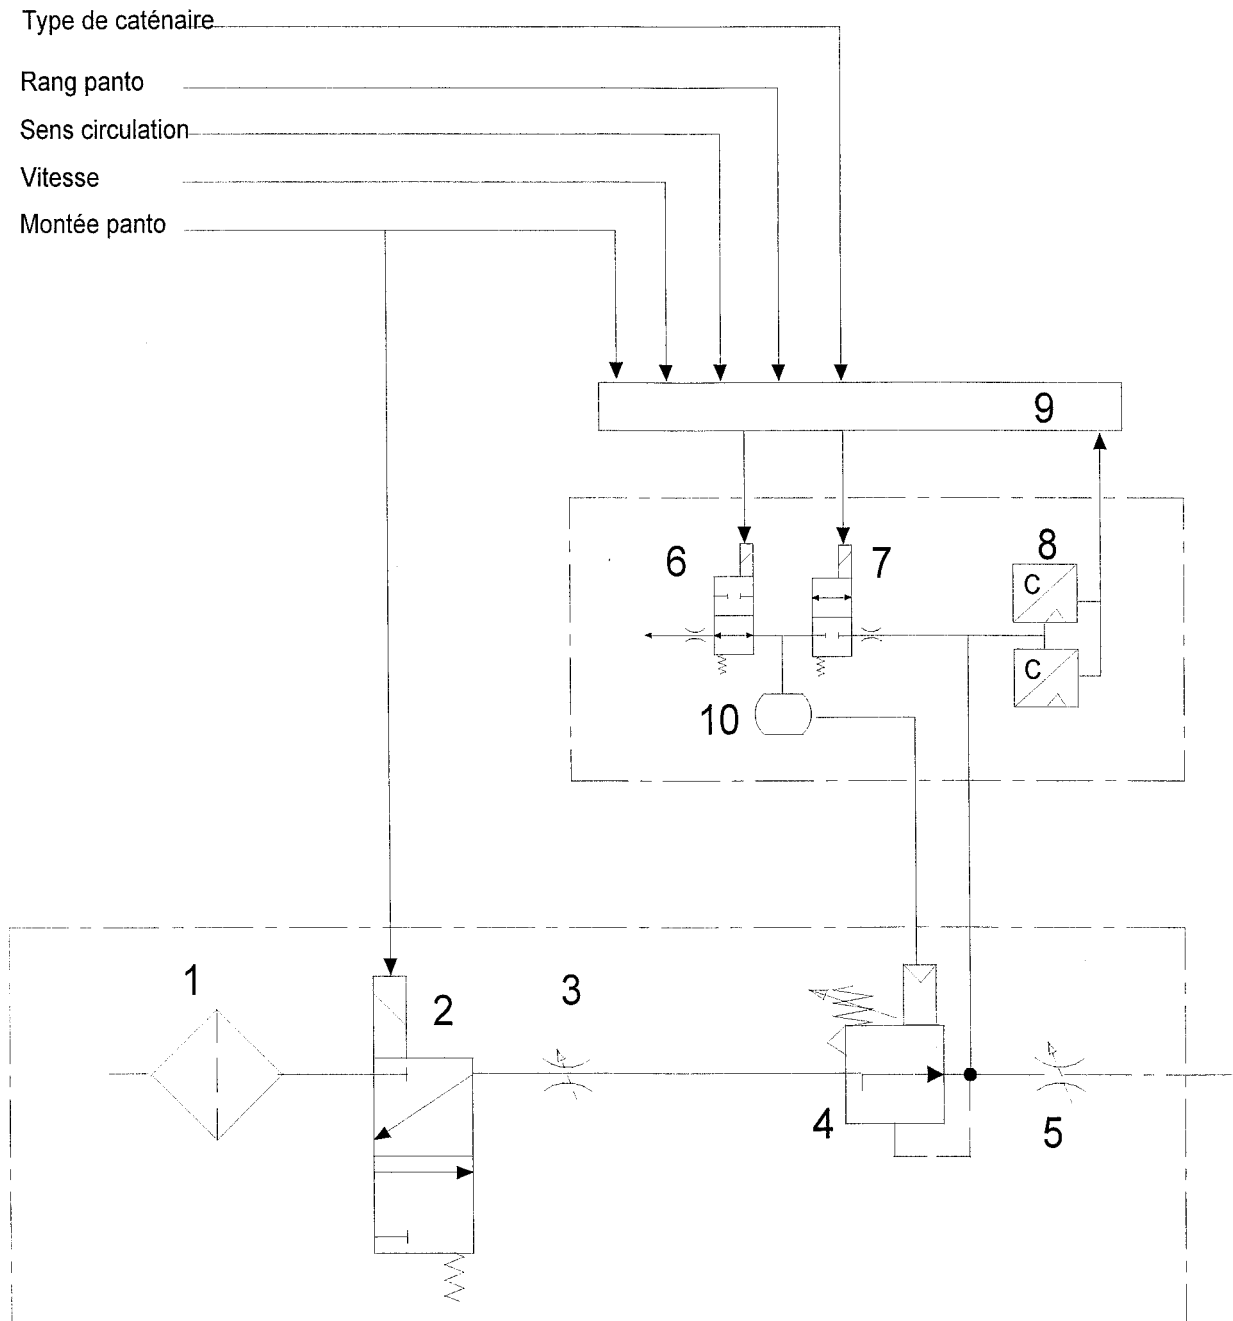 Type de caténaire
Rang panto
Sens circulation
Vitesse
Montée panto
9
6
7
8
C
C
10
1
2
3
4
5